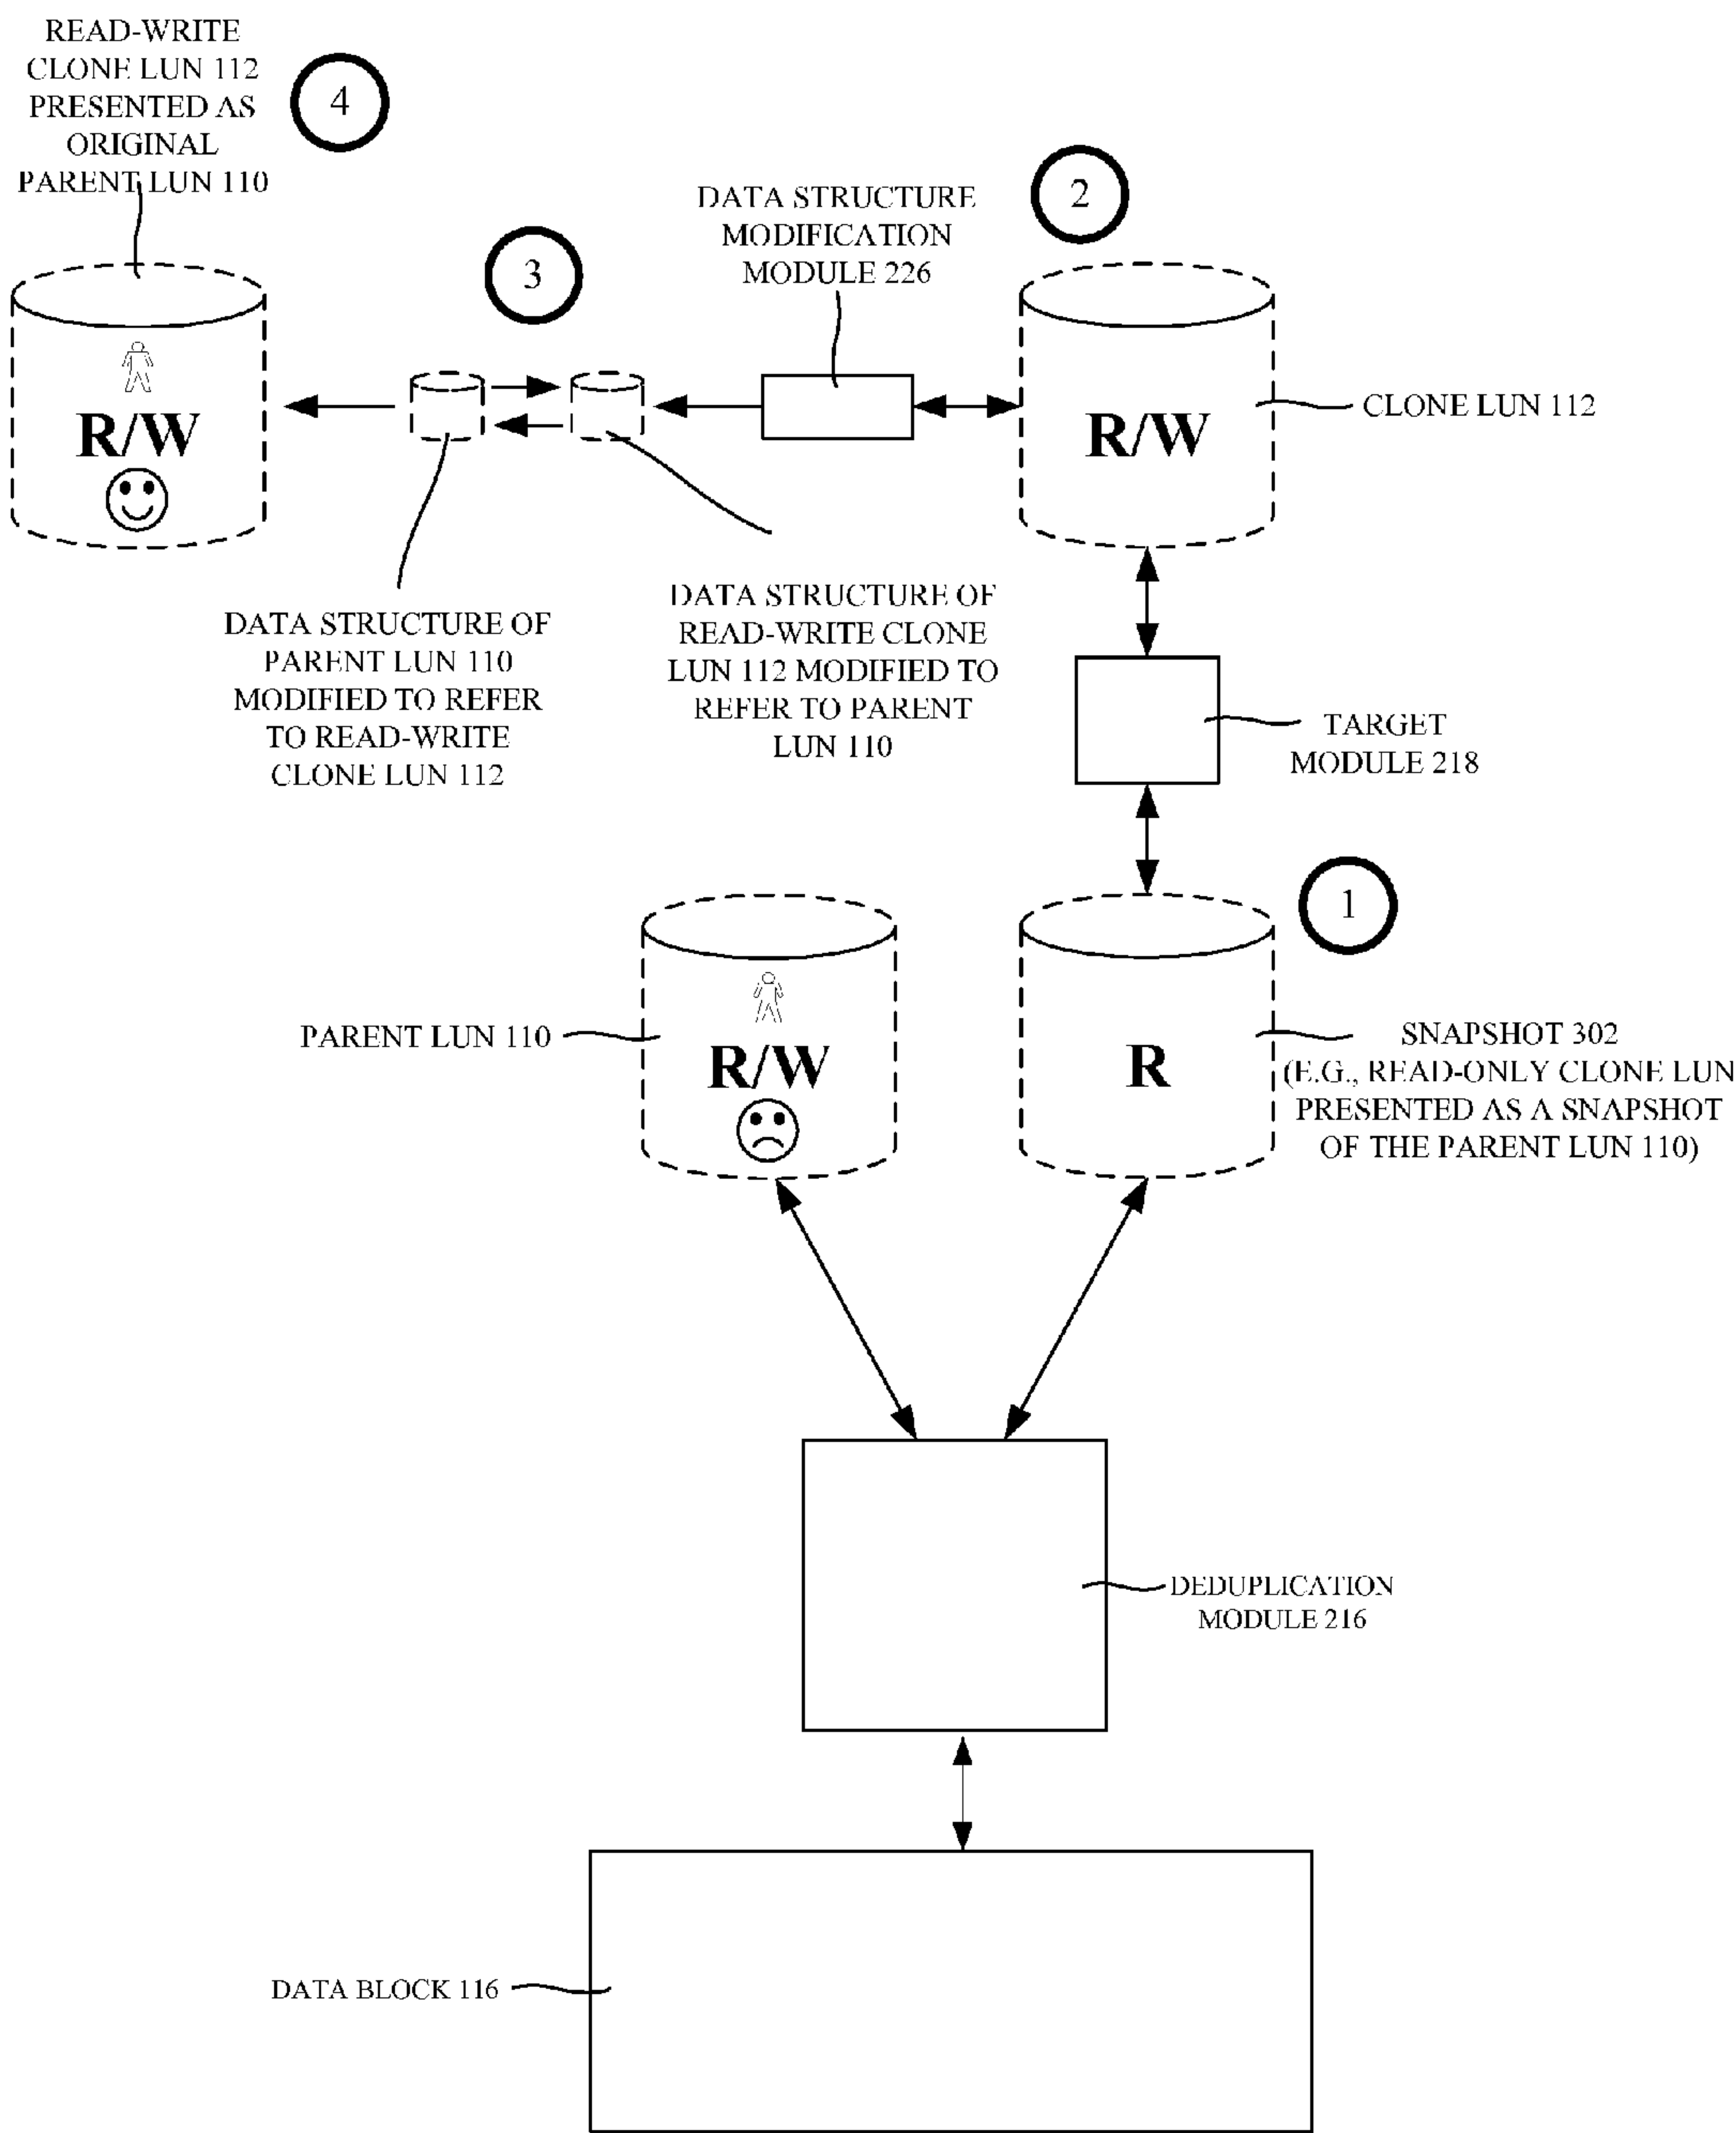 READ-WRITE
CLONE LUN 112
PRESENTED AS
ORIGINAL
PARENT LUN 110
4
3
DATA STRUCTURE
MODIFICATION
MODULE 226
2
R/W
R/W
CLONE LUN 112
DATA STRUCTURE OF
PARENT LUN 110
MODIFIED TO REFER
TO READ-WRITE
CLONE LUN 112
DATA STRUCTURE OF
READ-WRITE CLONE
LUN 112 MODIFIED TO
REFER TO PARENT
LUN 110
TARGET
MODULE 218
1
PARENT LUN 110
R/W
R
SNAPSHOT 302
(E.G., READ-ONLY CLONE LUN
PRESENTED AS A SNAPSHOT
OF THE PARENT LUN 110)
DEDUPLICATION
MODULE 216
DATA BLOCK 116